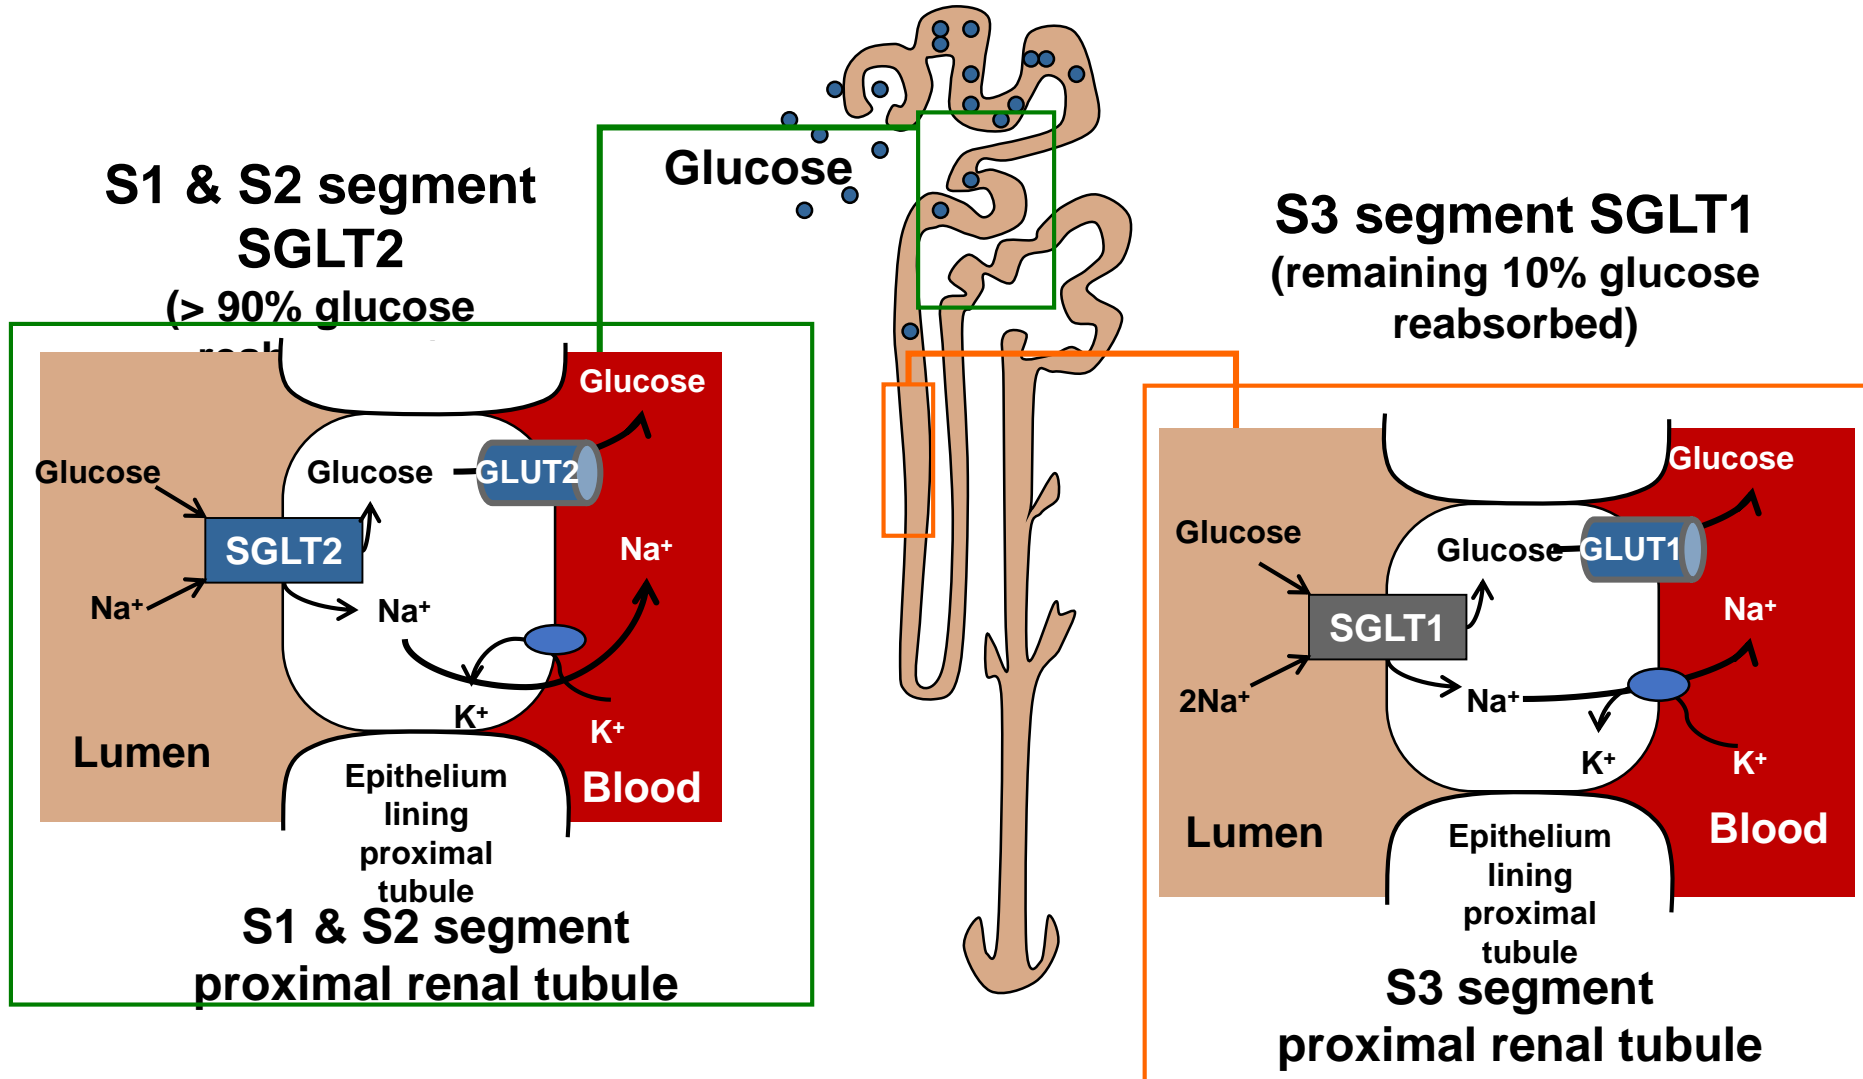 S1 & S2 segment
SGLT2
(> 90% glucose
Glucose
Glucose
Glucose
GLUT2
Glucose
SGLT2
Na⁺
Na⁺
Na⁺
K⁺
K⁺
Lumen
Blood
Epithelium
lining
proximal
tubule
S1 & S2 segment
proximal renal tubule
Glucose
S3 segment SGLT1
(remaining 10% glucose
reabsorbed)
Glucose
Glucose
GLUT1
Glucose
SGLT1
Na⁺
2Na⁺
Na⁺
K⁺
K⁺
Lumen
Blood
Epithelium
lining
proximal
tubule
S3 segment
proximal renal tubule